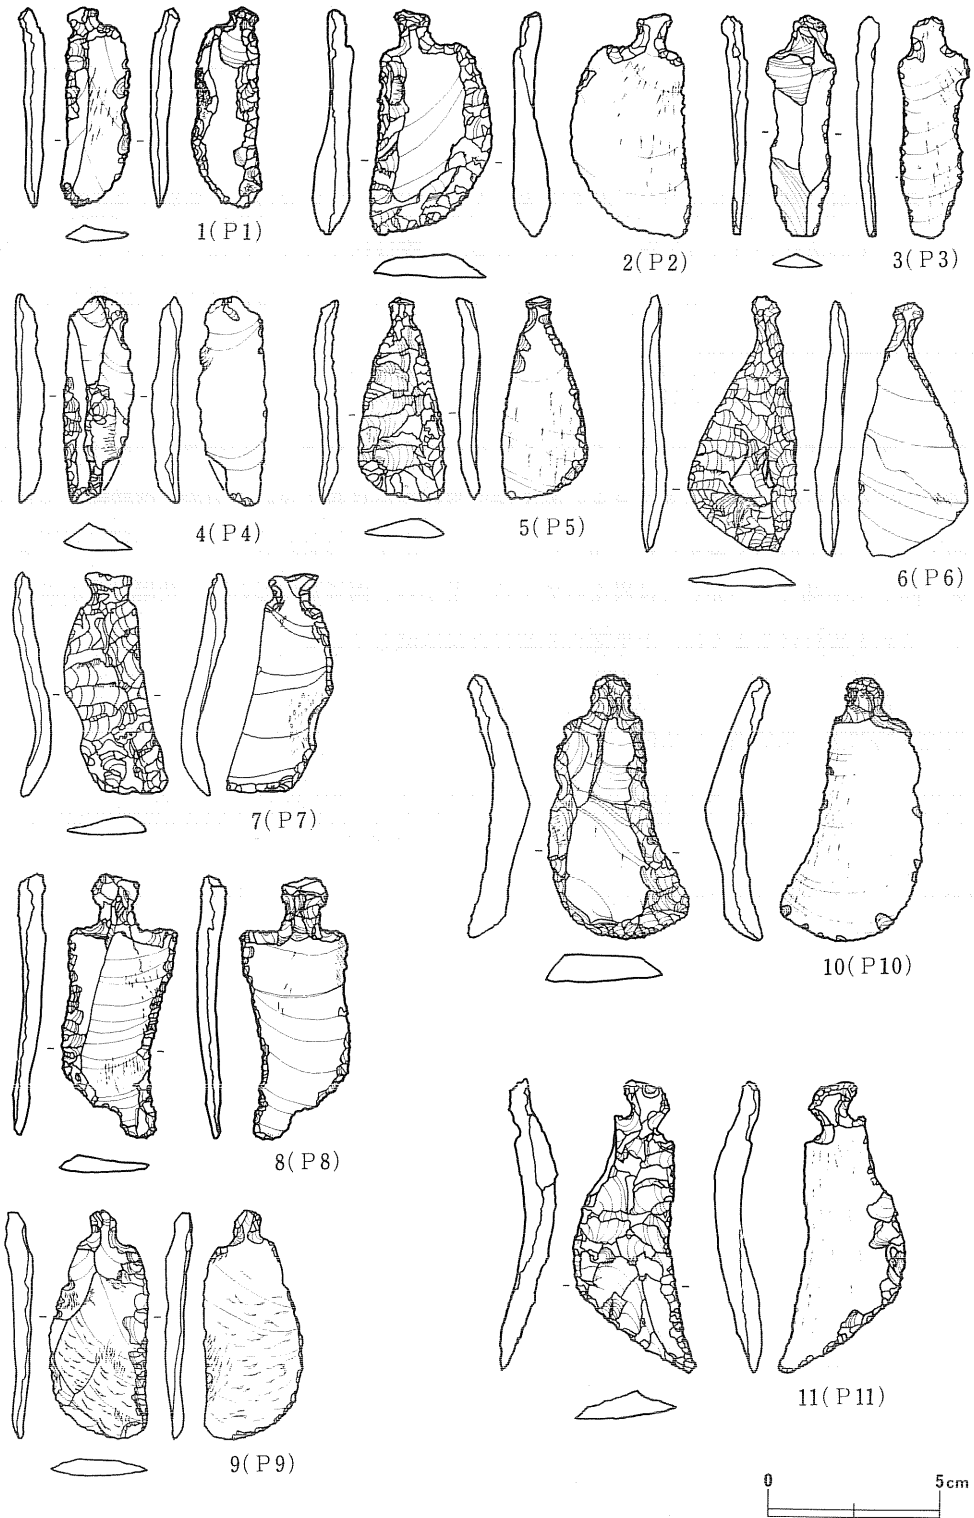 1(P1)
2(P2)
3(P3)
4(P4)
5(P5)
6(P6)
7(P7)
10(P10)
8(P8)
11(P11)
9(P9)
0 5cm